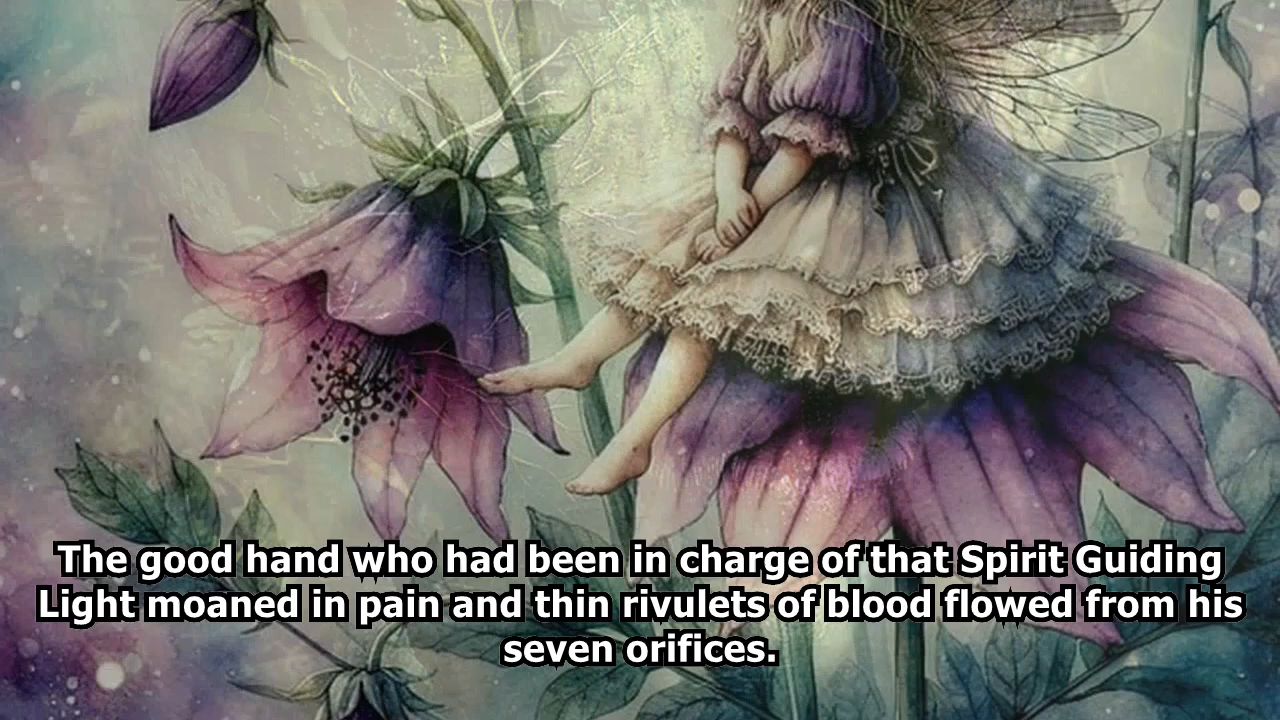 The good hand who had been in charge of that Spirit Guiding
Light moaned in pain and thin rivulets of blood flowed from his
seven orifices.